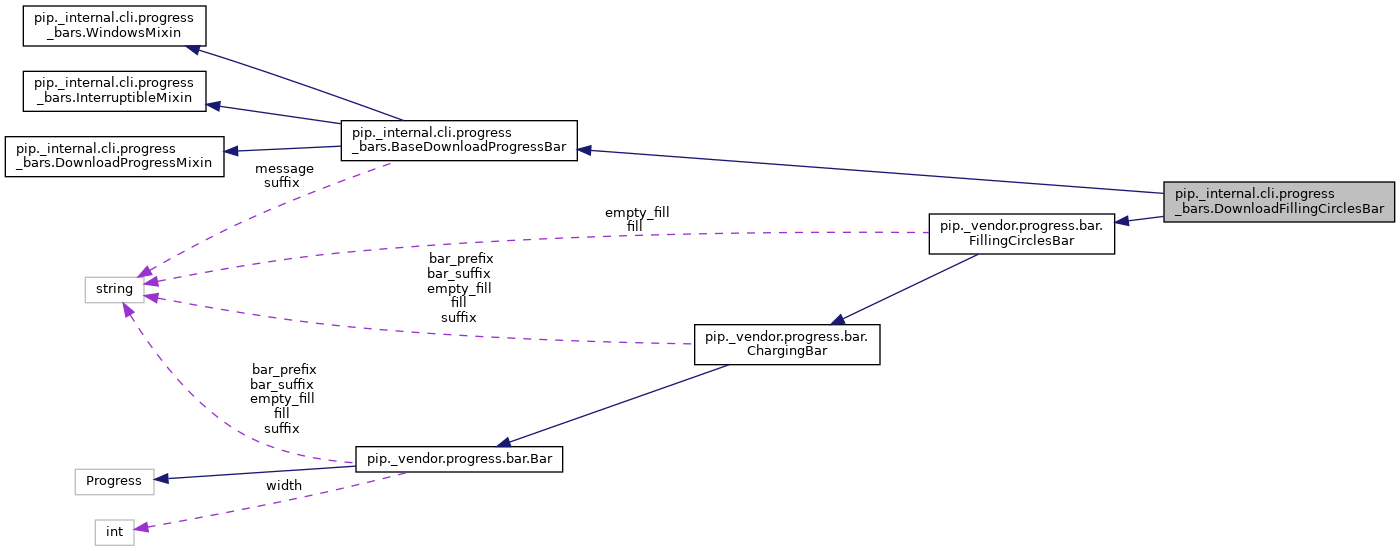 pip._internal.cli.progress
_bars.WindowsMixin
pip._internal.cli.progress
_bars.InterruptibleMixin
pip._internal.cli.progress
_bars.DownloadProgressMixin
pip._internal.cli.progress
_bars.BaseDownloadProgressBar
message
suffix
pip._internal.cli.progress
_bars.DownloadFillingCirclesBar
empty_fill
fill
pip._vendor.progress.bar.
FillingCirclesBar
bar_prefix
bar_suffix
empty_fill
fill
suffix
string
pip._vendor.progress.bar.
ChargingBar
bar_prefix
bar_suffix
empty_fill
fill
suffix
pip._vendor.progress.bar.Bar
Progress
width
int